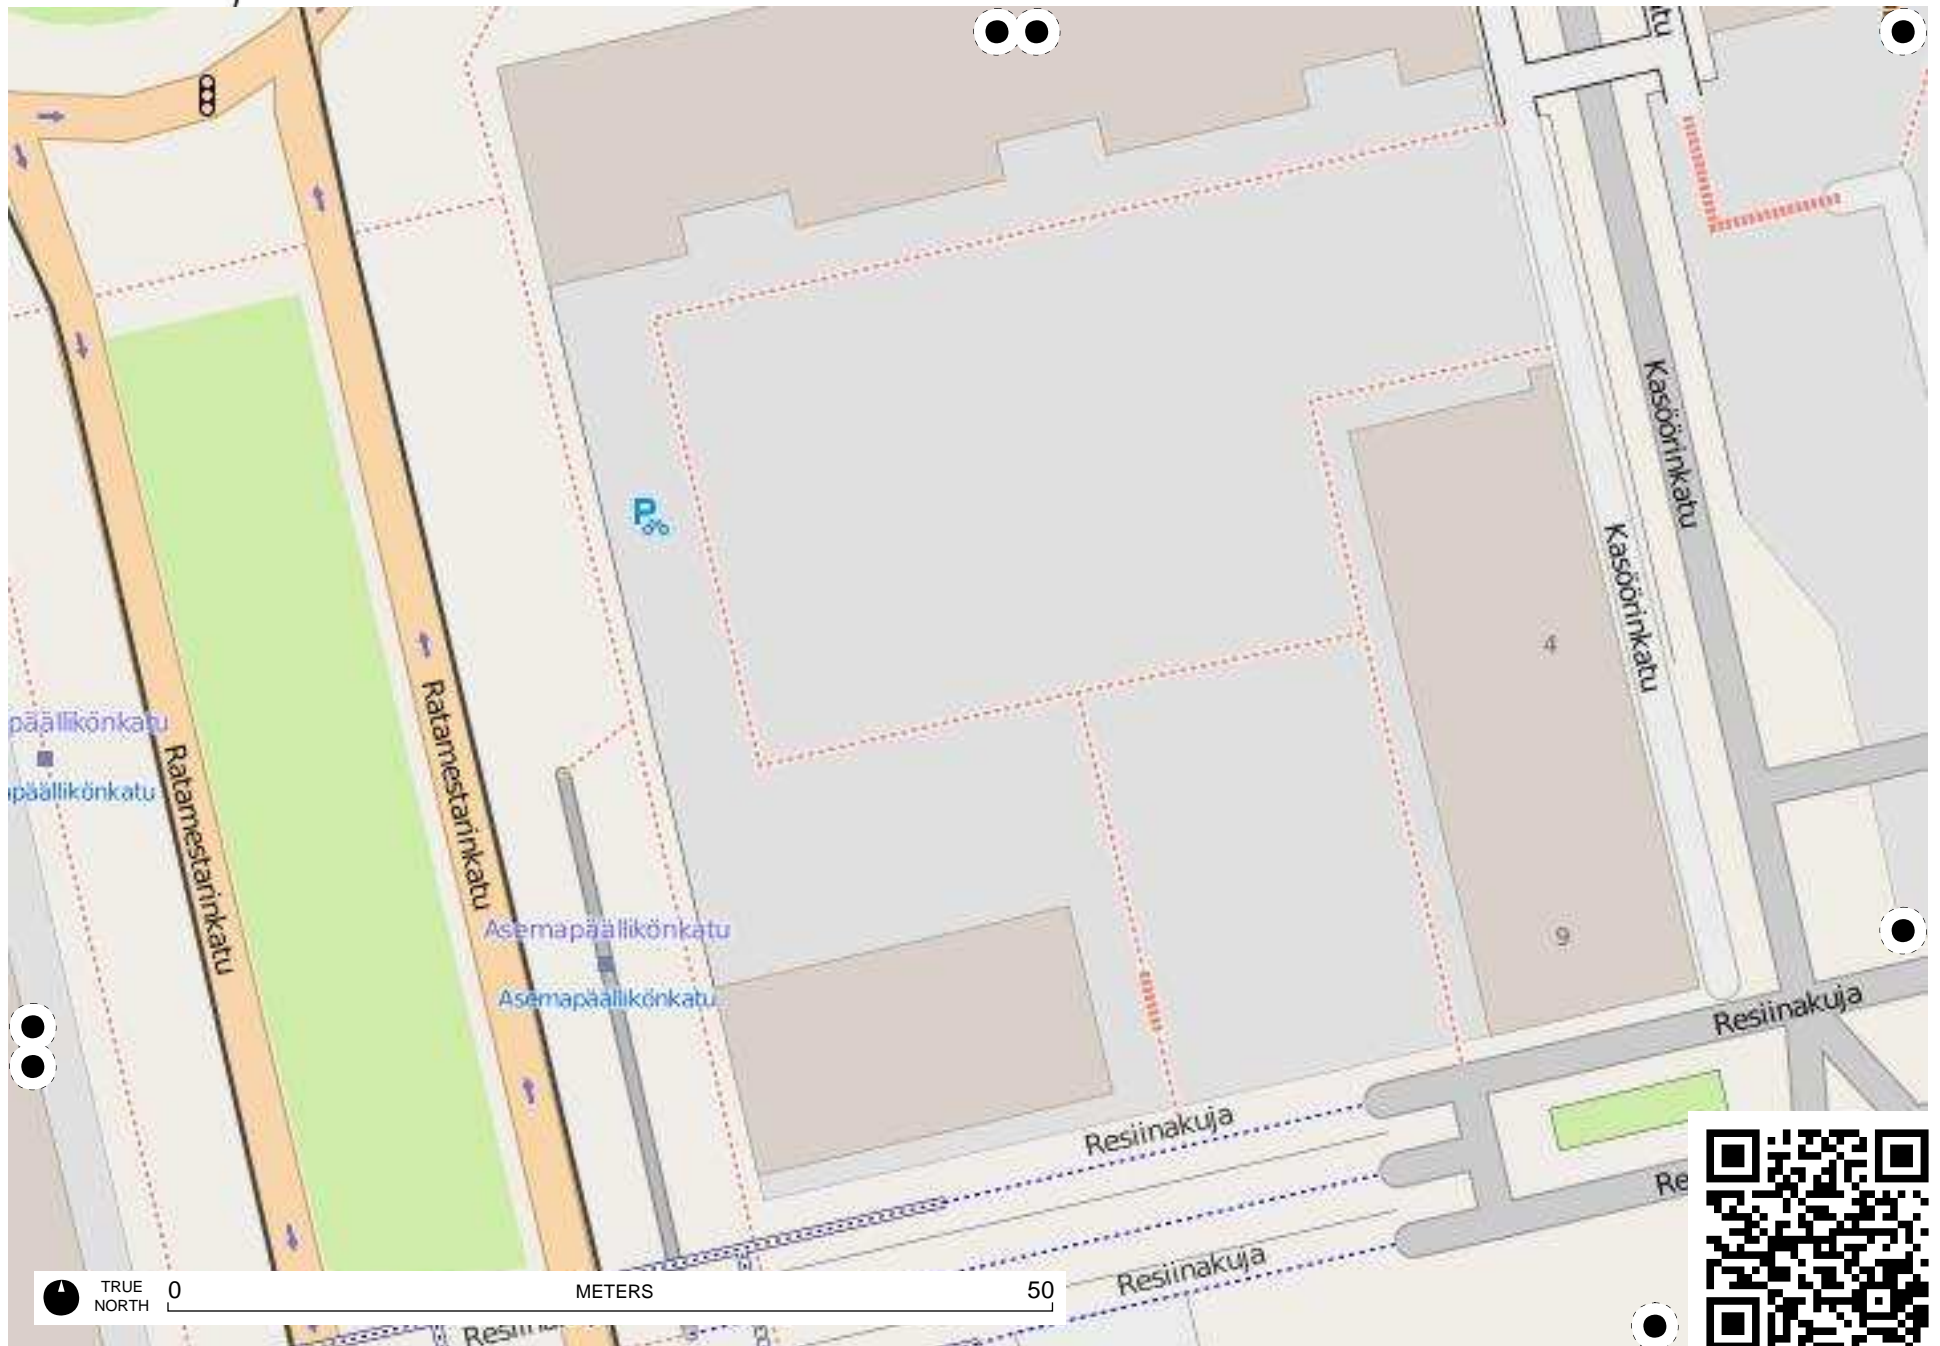 Kasöörinkatu
P
Kasöörinkatu
4
päällikönkatu
päällikönkatu
Ratamestarinkatu
Ratamestarinkatu
Asemapäällikönkatu
Asemapäällikönkatu
9
Resiinakuja
Resiinakuja
Resiinakuja
TRUE NORTH
0 METERS 50